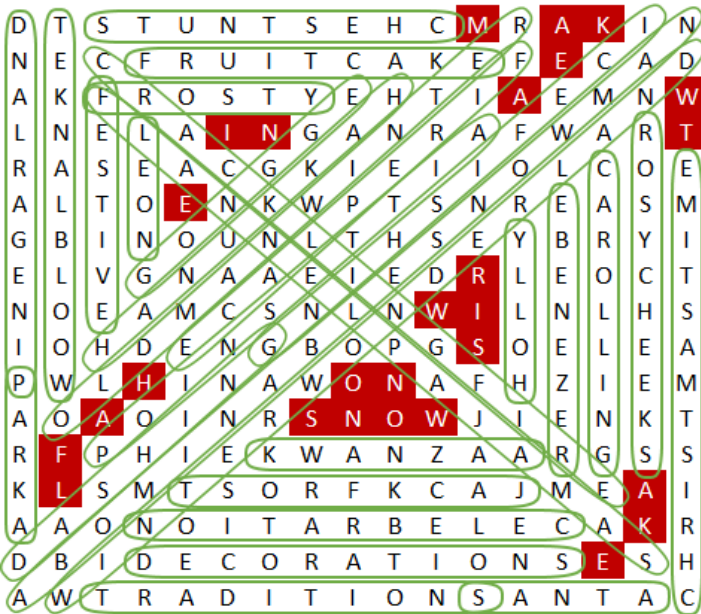 D T S T U N T S E H C M R A K I N
N E C F R U I T C A K E F E C A D
A K F R O S T Y E H T I A E M N W
L N E L A I N G A N R A F W A R T
R A S E A C G K I E I I O L C O E
A L T O E N K W P T S N R E A S M
G B I N O U N L T H S E Y B R Y I
E L V G N A A E I E D R L E O C T
N O E A M C S N L N W I L N L H S
I O H D E N G B O P G S O E L E A
P W L H I N A W O N A F H Z I E M
A O A O I N R S N O W J I E N K T
R F P H I E K W A N Z A A R G S S
K L S M T S O R F K C A J M E A I
A A O N O I T A R B E L E C A K R
D B I D E C O R A T I O N S E S H
A W T R A D I T I O N S A N T A C